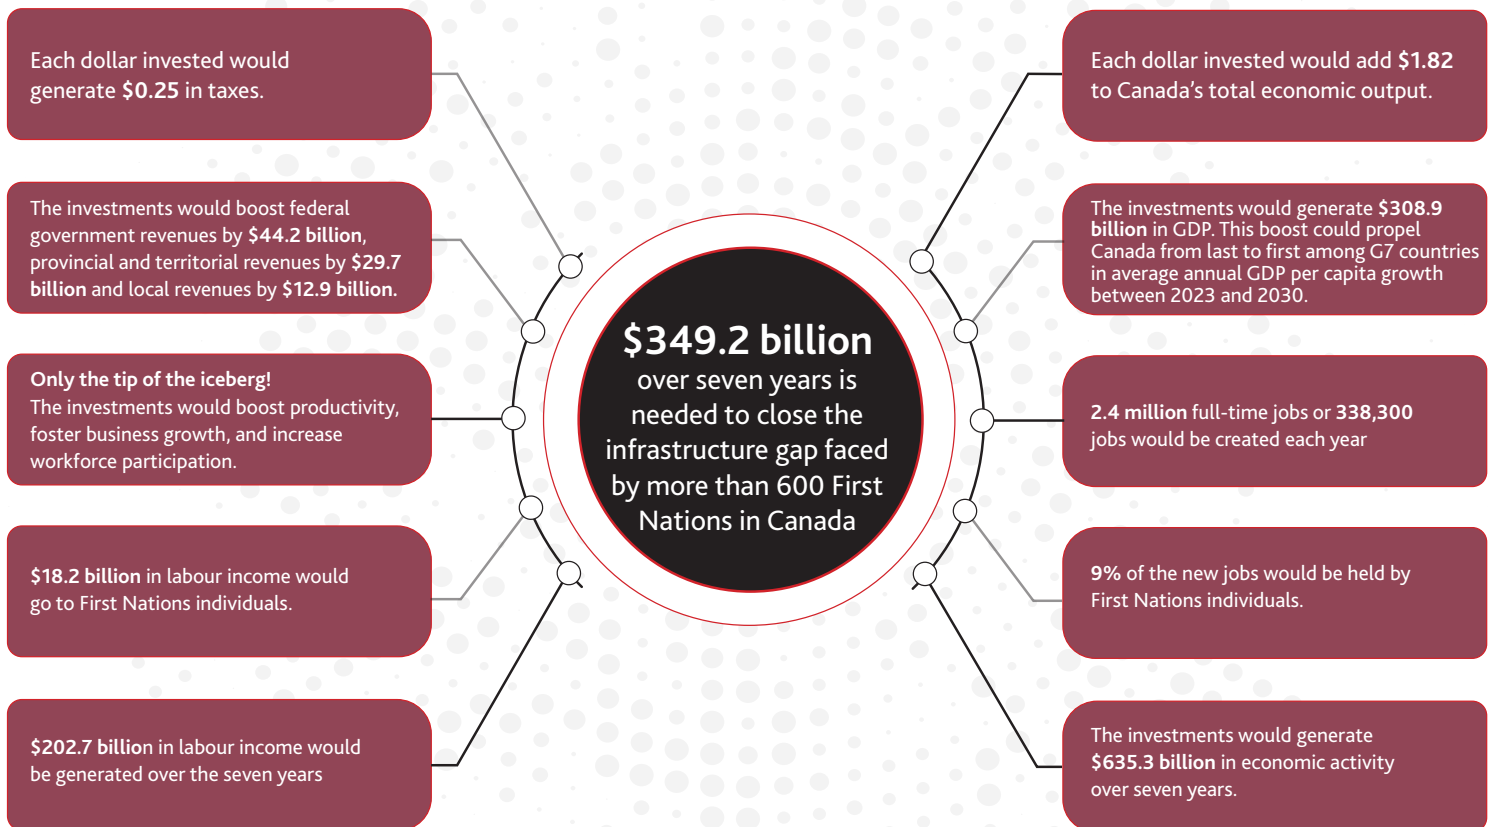 Each dollar invested would
generate $0.25 in taxes.
The investments would boost federal
government revenues by $44.2 billion,
provincial and territorial revenues by $29.7
billion and local revenues by $12.9 billion.
Only the tip of the iceberg!
The investments would boost productivity,
foster business growth, and increase
workforce participation.
$18.2 billion in labour income would
go to First Nations individuals.
$202.7 billion in labour income would
be generated over the seven years
$349.2 billion
over seven years is
needed to close the
infrastructure gap faced
by more than 600 First
Nations in Canada
Each dollar invested would add $1.82
to Canada’s total economic output.
The investments would generate $308.9
billion in GDP. This boost could propel
Canada from last to first among G7 countries
in average annual GDP per capita growth
between 2023 and 2030.
2.4 million full-time jobs or 338,300
jobs would be created each year
9% of the new jobs would be held by
First Nations individuals.
The investments would generate
$635.3 billion in economic activity
over seven years.